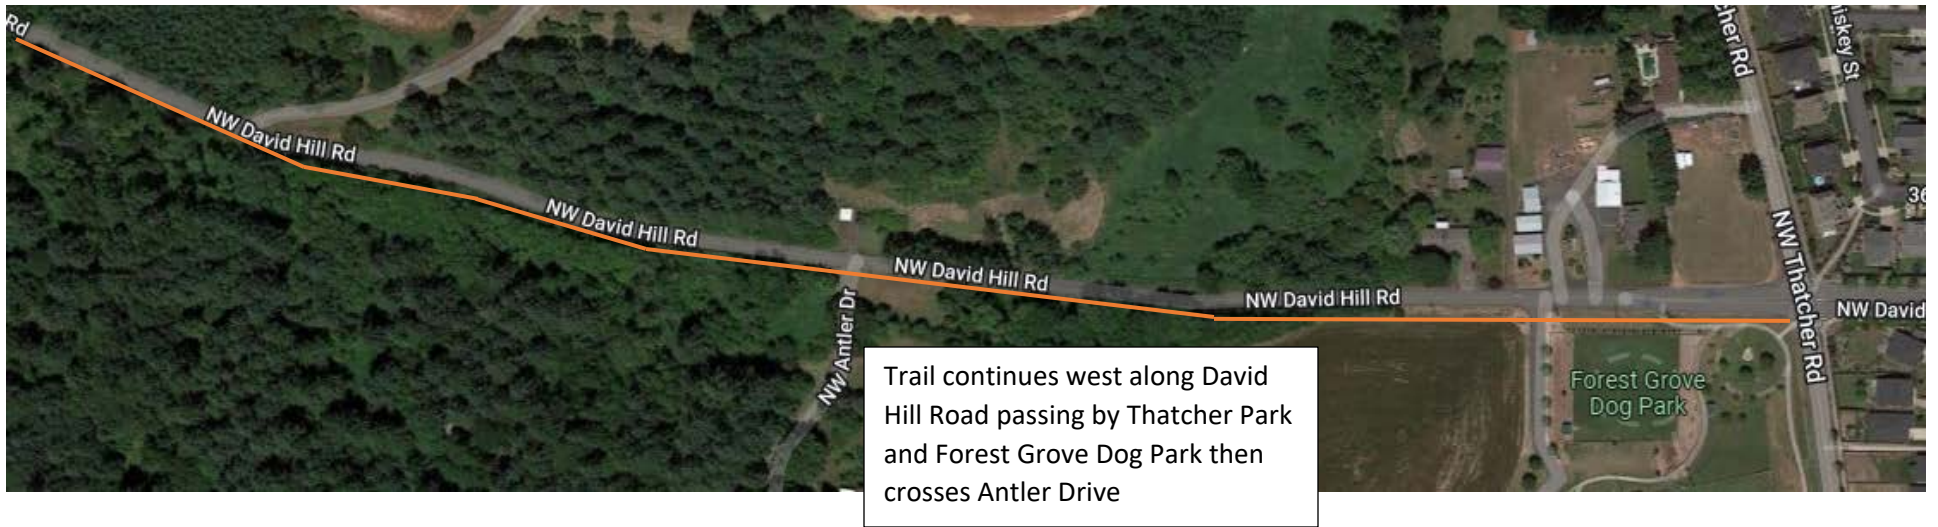 Rd
NW David Hill Rd
NW David Hill Rd
NW David Hill Rd
NW David Hill Rd
NW David
cher Rd
hiskey St
36
NW Thatcher Rd
NW Antler Dr
Forest Grove
Dog Park
Trail continues west along David
Hill Road passing by Thatcher Park
and Forest Grove Dog Park then
crosses Antler Drive